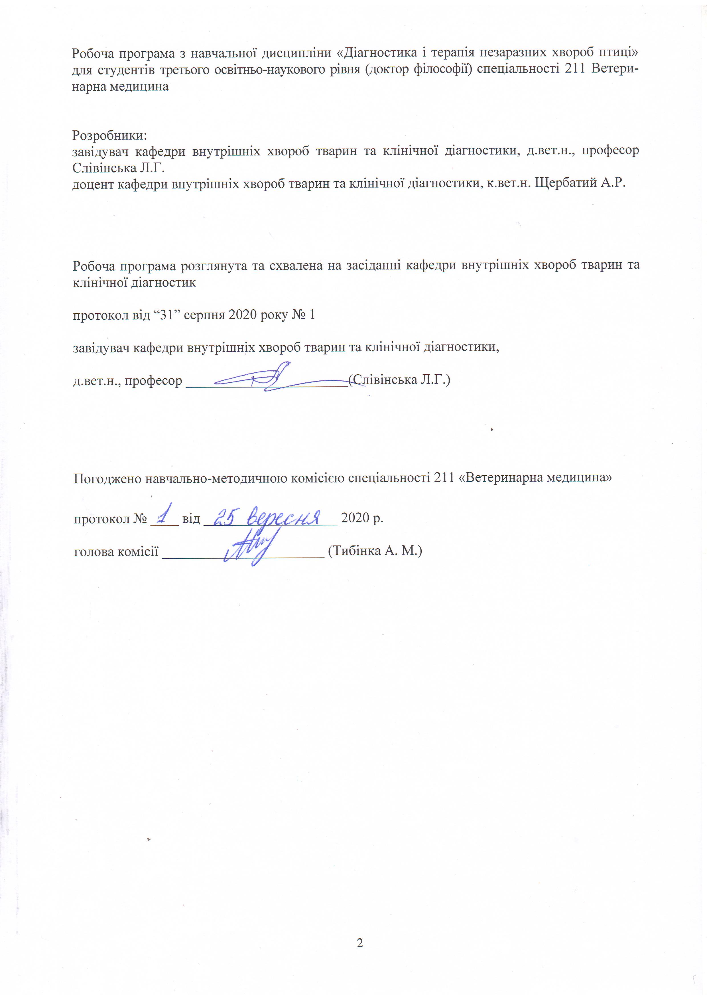 Робоча програма з навчальної дисципліни «Діагностика і терапія незаразних хвороб птиці»
для студентів третього освітньо-наукового рівня (доктор філософії) спеціальності 211 Ветери-
нарна медицина
Розробники:
завідувач кафедри внутрішніх хвороб тварин та клінічної діагностики, д.вет.н., професор
Слівінська Л.Г.
доцент кафедри внутрішніх хвороб тварин та клінічної діагностики, к.вет.н. Щербатий А.Р.
Робоча програма розглянута та схвалена на засіданні кафедри внутрішніх хвороб тварин та
клінічної діагностик
протокол від “31” серпня 2020 року № 1
завідувач кафедри внутрішніх хвороб тварин та клінічної діагностики,
д.вет.н., професор (Слівінська Л.Г.)
Погоджено навчально-методичною комісією спеціальності 211 «Ветеринарна медицина»
протокол № 1 від 25 вересня 2020 р.
голова комісії (Тибінка А. М.)
2